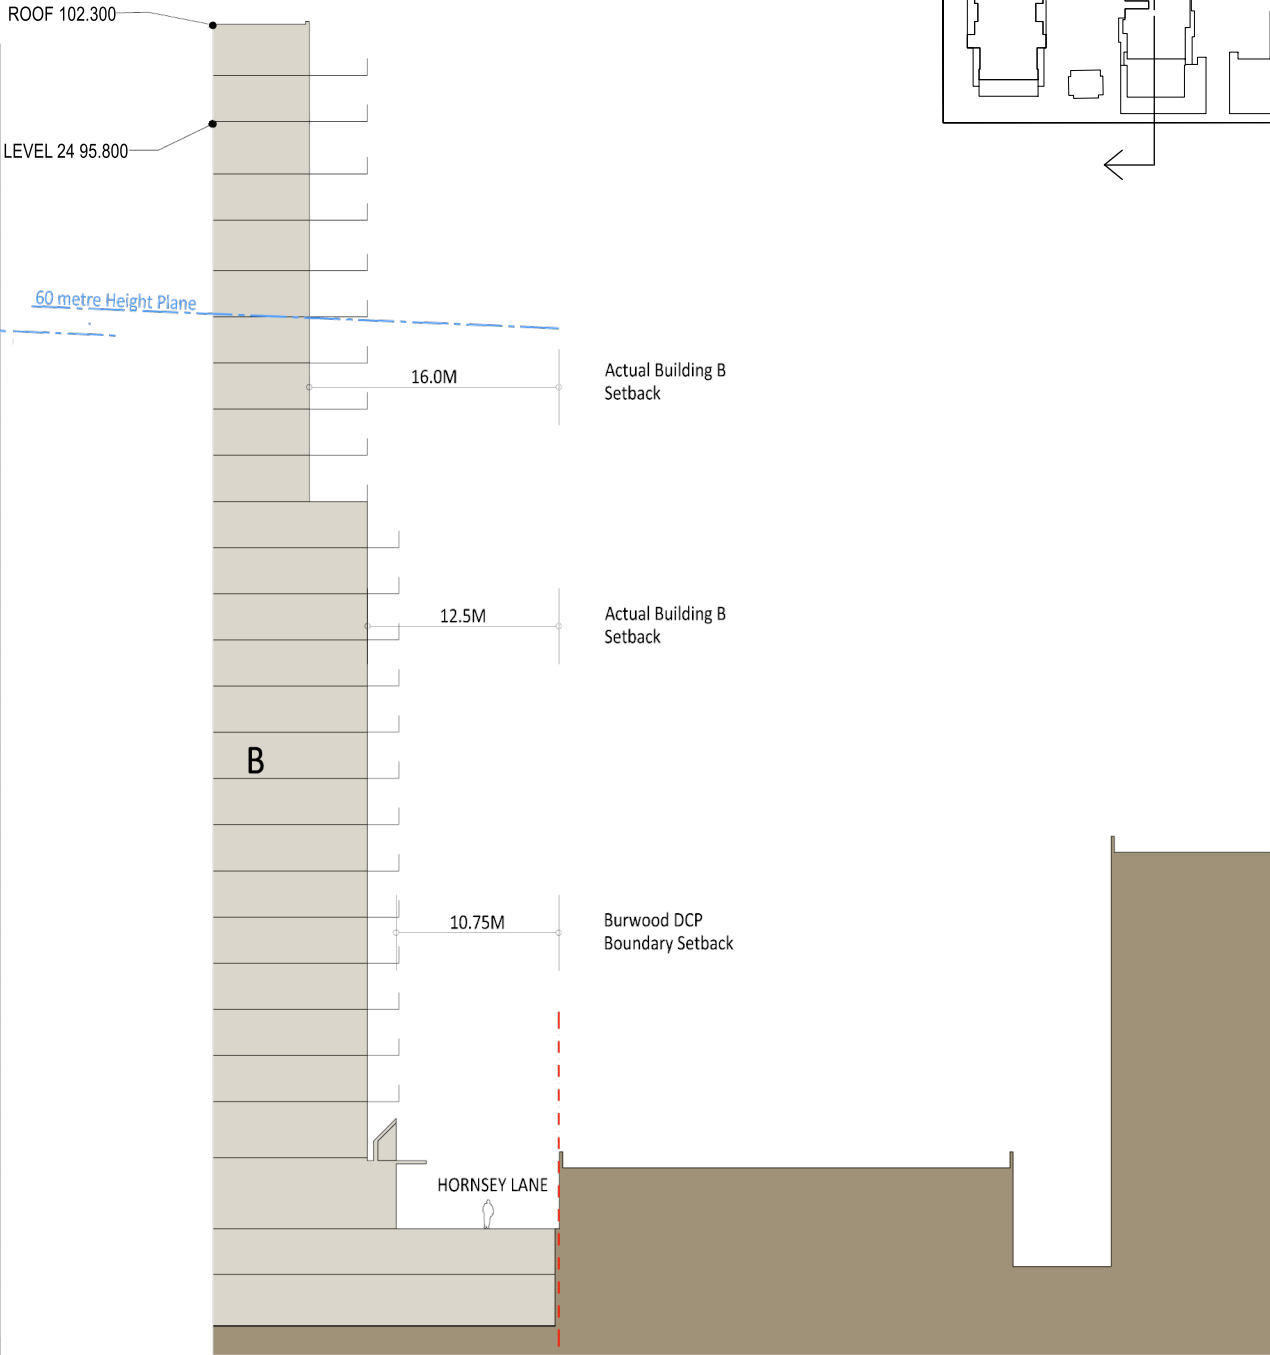 ROOF 102.300
LEVEL 24 95.800
60 metre Height Plane
16.0M
Actual Building B
Setback
12.5M
Actual Building B
Setback
B
10.75M
Burwood DCP
Boundary Setback
HORNSEY LANE